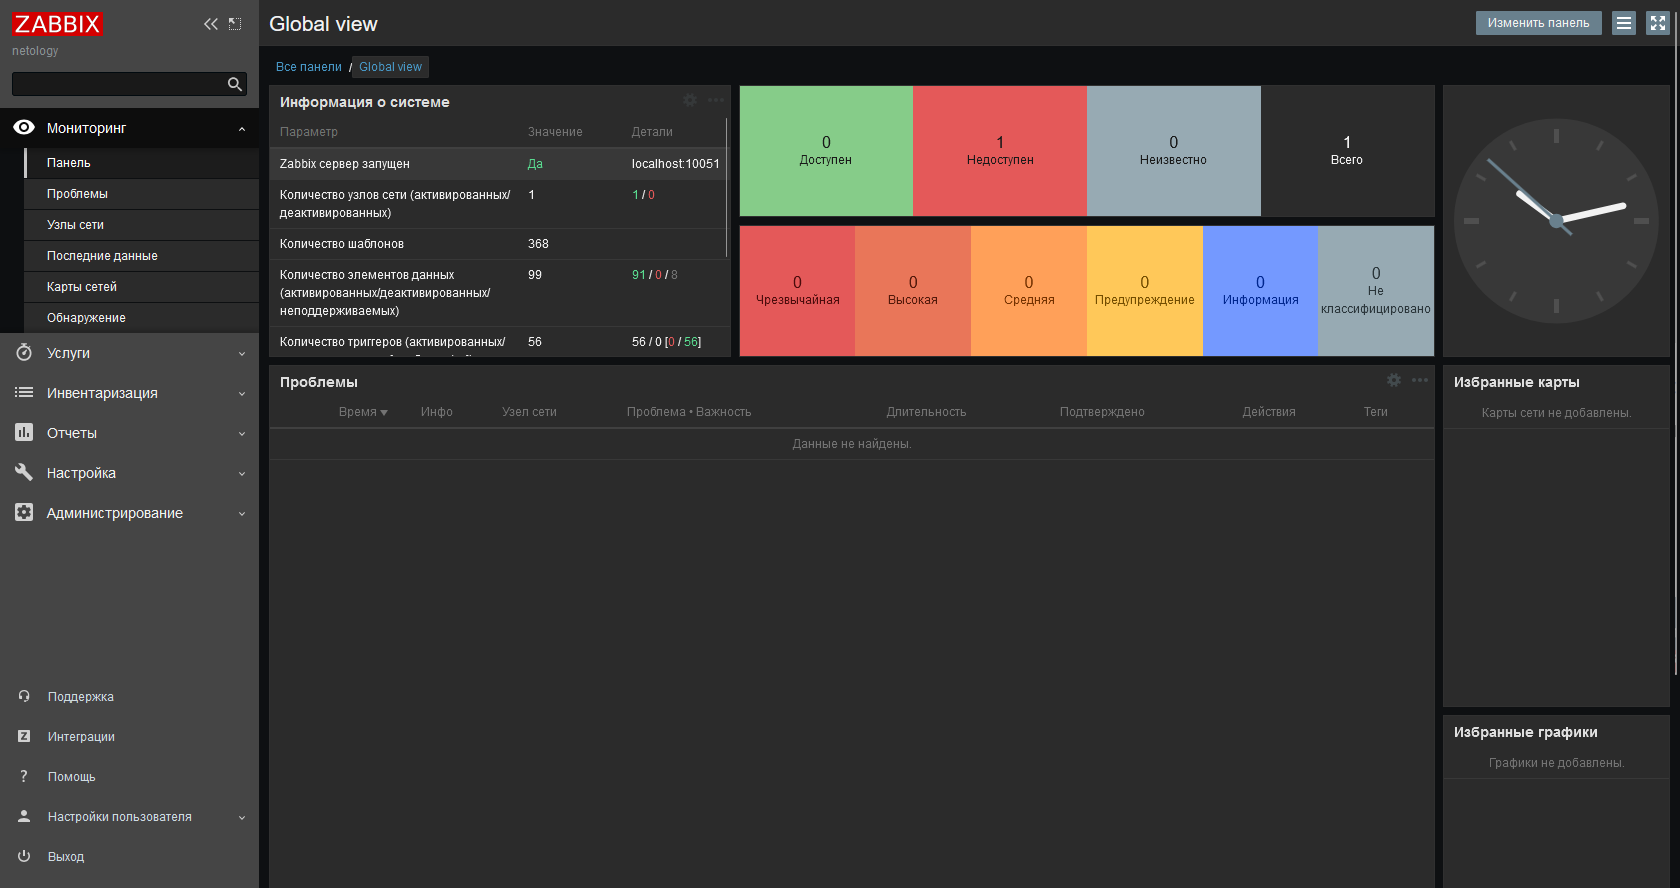 ZABBIX
netology
Мониторинг
Панель
Проблемы
Узлы сети
Последние данные
Карты сетей
Обнаружение
Услуги
Инвентаризация
Отчеты
Настройка
Администрирование
Поддержка
Z Интеграции
? Помощь
Настройки пользователя
Выход
Global view
Изменить панель
Все панели / Global view
Информация о системе
Параметр Значение Детали
Zabbix сервер запущен Да localhost:10051
Количество узлов сети (активированных/ 1 1 / 0
деактивированных)
Количество шаблонов 368
Количество элементов данных 99 91 / 0 / 8
(активированных/деактивированных/
неподдерживаемых)
Количество триггеров (активированных/ 56 56 / 0 [0 / 56]
0 1 0 1
Доступен Недоступен Неизвестно Всего
0 0 0 0 0 0
Чрезвычайная Высокая Средняя Предупреждение Информация Не
классифицировано
Проблемы
Время Инфо Узел сети Проблема • Важность Длительность Подтверждено Действия Теги
Данные не найдены.
Избранные карты
Карты сети не добавлены.
Избранные графики
Графики не добавлены.